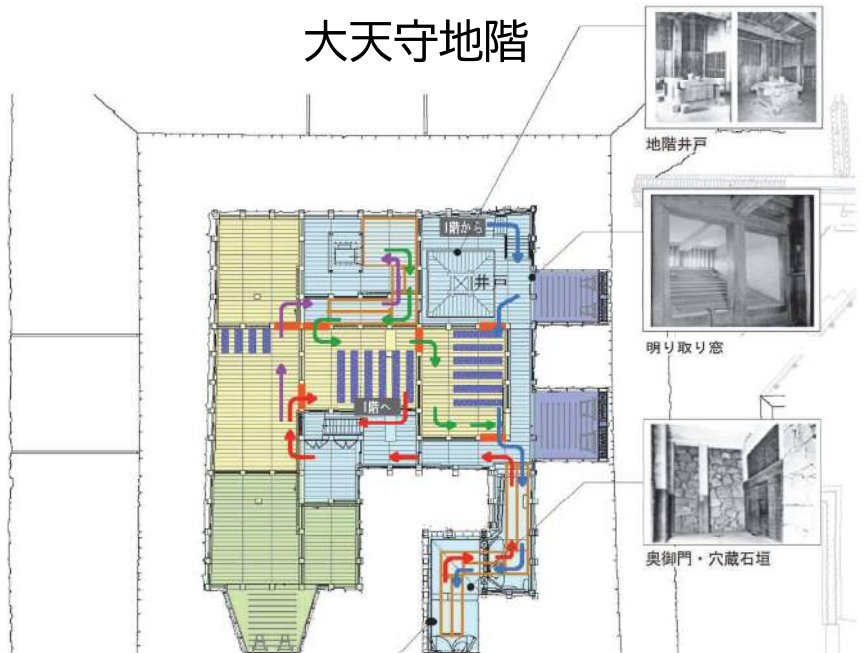 大天守地階
地階井戸
1階から
井戸
明り取り窓
1階へ
奥御門・穴蔵石垣